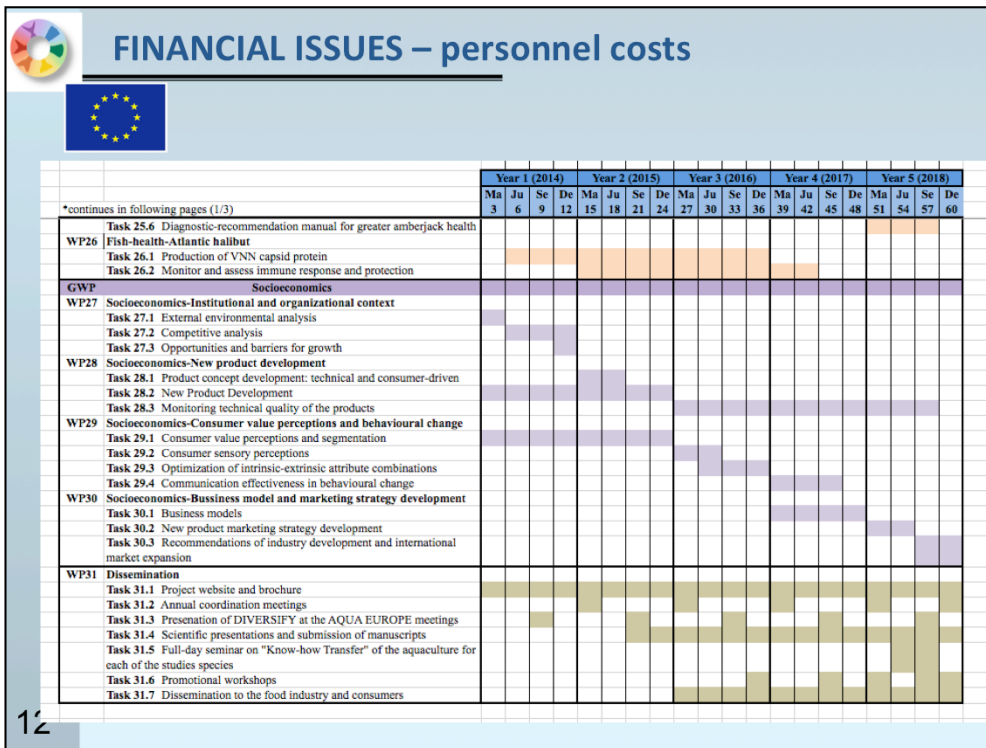 FINANCIAL ISSUES – personnel costs
Year 1 (2014) Year 2 (2015) Year 3 (2016) Year 4 (2017) Year 5 (2018)
Ma Ju Se De Ma Ju Se De Ma Ju Se De Ma Ju Se De Ma Ju Se De
*continues in following pages (1/3) 3 6 9 12 15 18 21 24 27 30 33 36 39 42 45 48 51 54 57 60
Task 25.6 Diagnostic-recommendation manual for greater amberjack health
WP26 Fish-health-Atlantic halibut
Task 26.1 Production of VNN capsid protein
Task 26.2 Monitor and assess immune response and protection
GWP Socioeconomics
WP27 Socioeconomics-Institutional and organizational context
Task 27.1 External environmental analysis
Task 27.2 Competitive analysis
Task 27.3 Opportunities and barriers for growth
WP28 Socioeconomics-New product development
Task 28.1 Product concept development: technical and consumer-driven
Task 28.2 New Product Development
Task 28.3 Monitoring technical quality of the products
WP29 Socioeconomics-Consumer value perceptions and behavioural change
Task 29.1 Consumer value perceptions and segmentation
Task 29.2 Consumer sensory perceptions
Task 29.3 Optimization of intrinsic-extrinsic attribute combinations
Task 29.4 Communication effectiveness in behavioural change
WP30 Socioeconomics-Bussiness model and marketing strategy development
Task 30.1 Business models
Task 30.2 New product marketing strategy development
Task 30.3 Recommendations of industry development and international
market expansion
WP31 Dissemination
Task 31.1 Project website and brochure
Task 31.2 Annual coordination meetings
Task 31.3 Presenation of DIVERSIFY at the AQUA EUROPE meetings
Task 31.4 Scientific presentations and submission of manuscripts
Task 31.5 Full-day seminar on "Know-how Transfer" of the aquaculture for
each of the studies species
Task 31.6 Promotional workshops
Task 31.7 Dissemination to the food industry and consumers
12